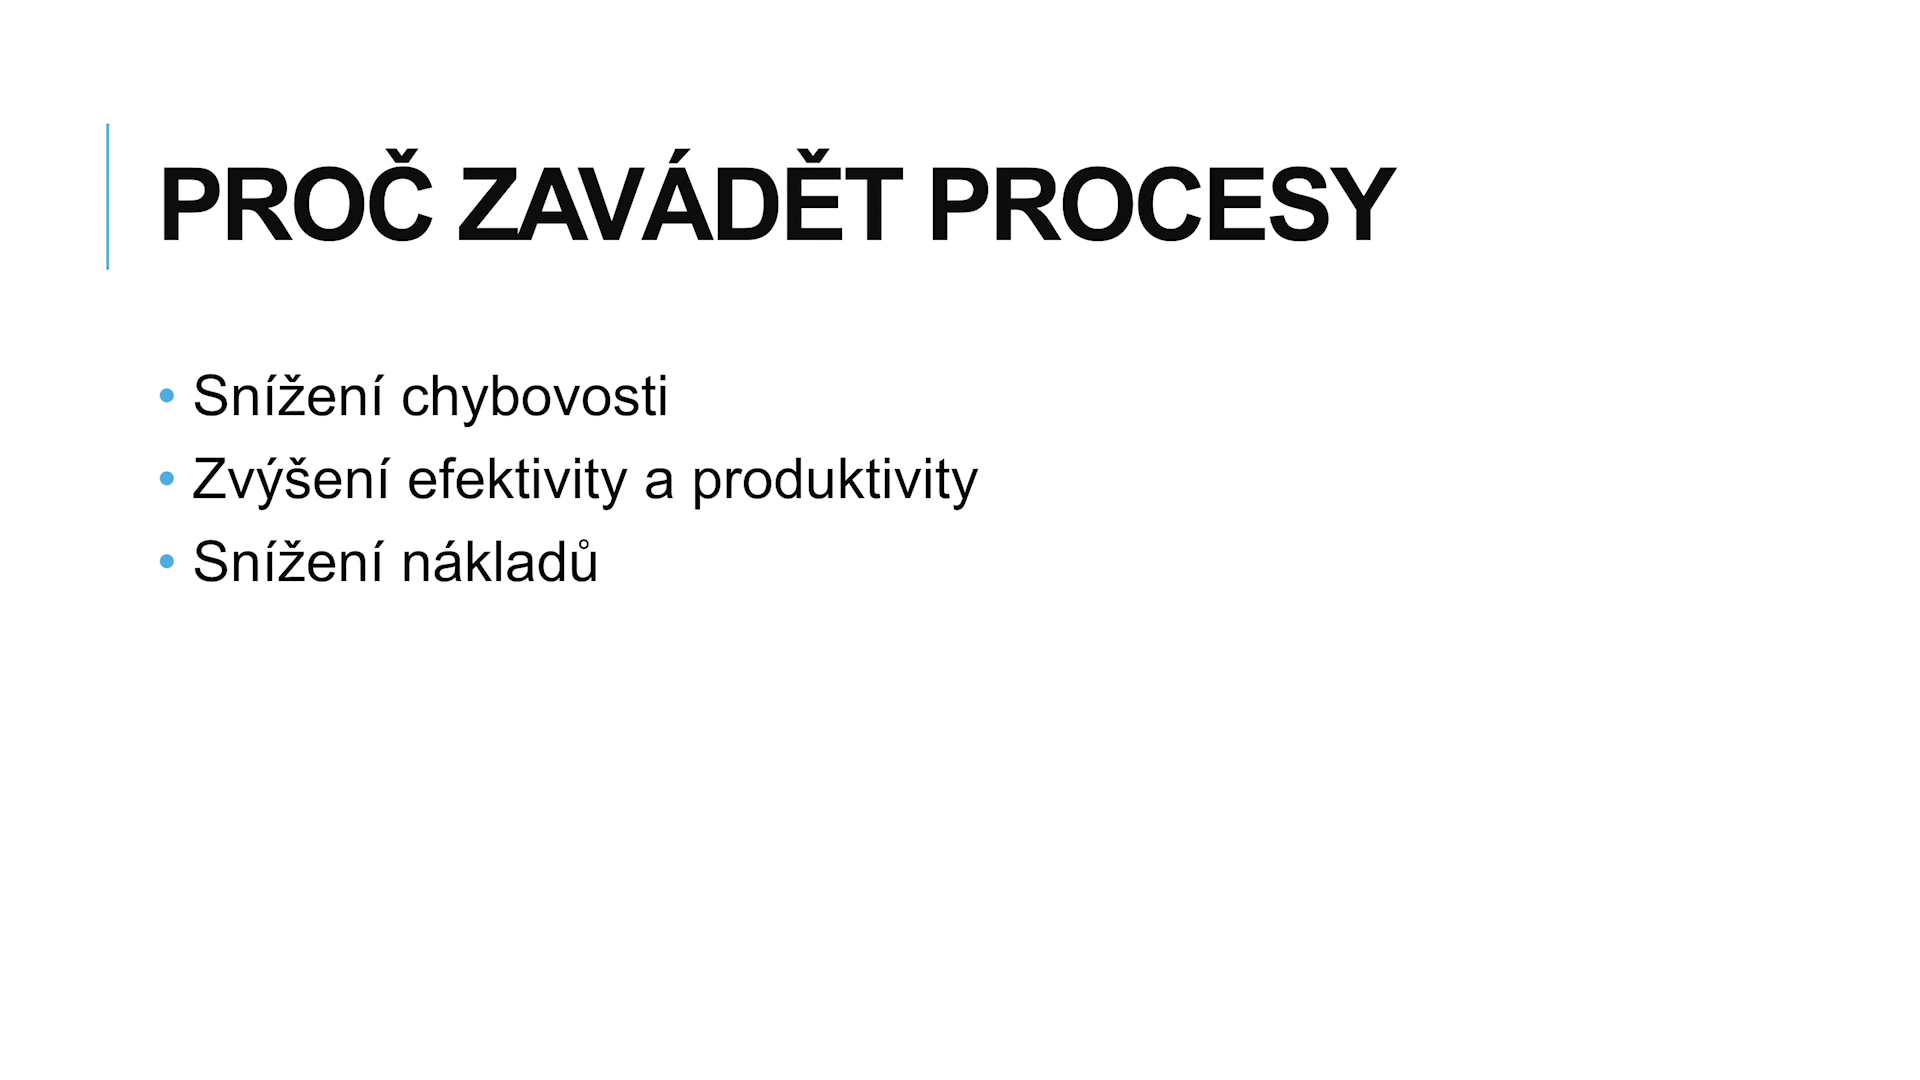 PROČ ZAVÁDĚT PROCESY
• Snížení chybovosti
• Zvýšení efektivity a produktivity
• Snížení nákladů